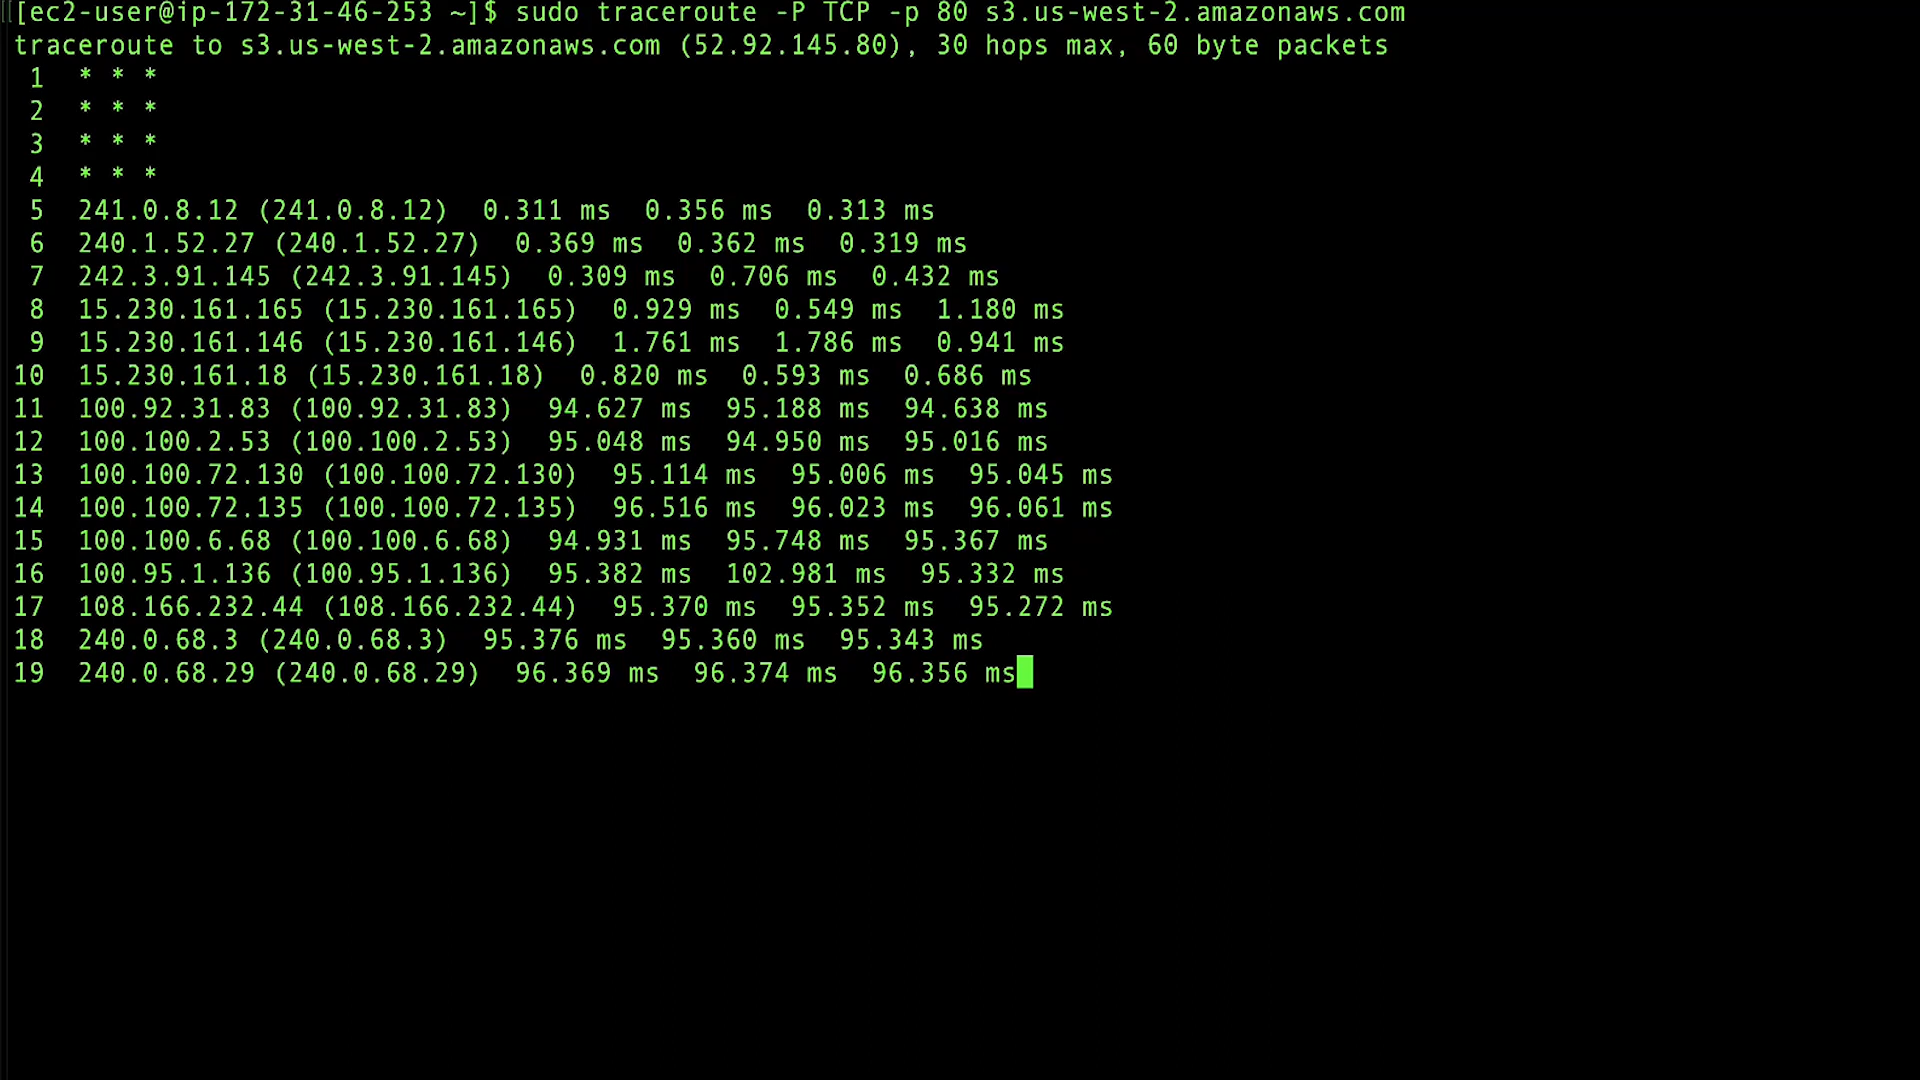 [ec2-user@ip-172-31-46-253 ~]$ sudo traceroute -P TCP -p 80 s3.us-west-2.amazonaws.com
traceroute to s3.us-west-2.amazonaws.com (52.92.145.80), 30 hops max, 60 byte packets
1 * * *
2 * * *
3 * * *
4 * * *
5 241.0.8.12 (241.0.8.12) 0.311 ms 0.356 ms 0.313 ms
6 240.1.52.27 (240.1.52.27) 0.369 ms 0.362 ms 0.319 ms
7 242.3.91.145 (242.3.91.145) 0.309 ms 0.706 ms 0.432 ms
8 15.230.161.165 (15.230.161.165) 0.929 ms 0.549 ms 1.180 ms
9 15.230.161.146 (15.230.161.146) 1.761 ms 1.786 ms 0.941 ms
10 15.230.161.18 (15.230.161.18) 0.820 ms 0.593 ms 0.686 ms
11 100.92.31.83 (100.92.31.83) 94.627 ms 95.188 ms 94.638 ms
12 100.100.2.53 (100.100.2.53) 95.048 ms 94.950 ms 95.016 ms
13 100.100.72.130 (100.100.72.130) 95.114 ms 95.006 ms 95.045 ms
14 100.100.72.135 (100.100.72.135) 96.516 ms 96.023 ms 96.061 ms
15 100.100.6.68 (100.100.6.68) 94.931 ms 95.748 ms 95.367 ms
16 100.95.1.136 (100.95.1.136) 95.382 ms 102.981 ms 95.332 ms
17 108.166.232.44 (108.166.232.44) 95.370 ms 95.352 ms 95.272 ms
18 240.0.68.3 (240.0.68.3) 95.376 ms 95.360 ms 95.343 ms
19 240.0.68.29 (240.0.68.29) 96.369 ms 96.374 ms 96.356 ms